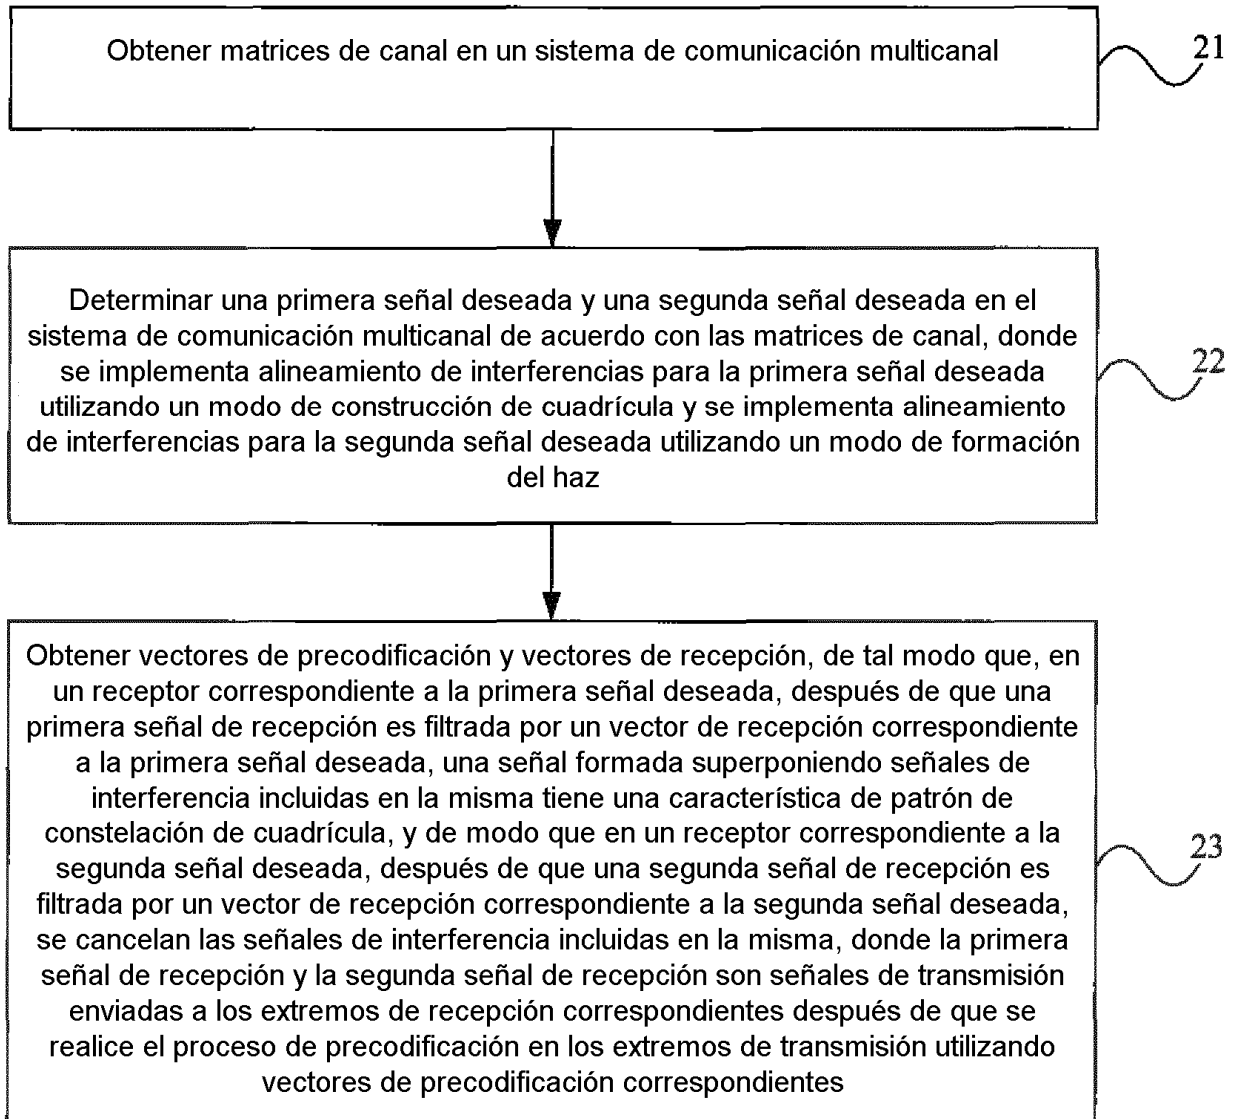 Obtener matrices de canal en un sistema de comunicación multicanal
21
Determinar una primera señal deseada y una segunda señal deseada en el
sistema de comunicación multicanal de acuerdo con las matrices de canal, donde
se implementa alineamiento de interferencias para la primera señal deseada
utilizando un modo de construcción de cuadrícula y se implementa alineamiento
de interferencias para la segunda señal deseada utilizando un modo de formación
del haz
22
Obtener vectores de precodificación y vectores de recepción, de tal modo que, en
un receptor correspondiente a la primera señal deseada, después de que una
primera señal de recepción es filtrada por un vector de recepción correspondiente
a la primera señal deseada, una señal formada superponiendo señales de
interferencia incluidas en la misma tiene una característica de patrón de
constelación de cuadrícula, y de modo que en un receptor correspondiente a la
segunda señal deseada, después de que una segunda señal de recepción es
filtrada por un vector de recepción correspondiente a la segunda señal deseada,
se cancelan las señales de interferencia incluidas en la misma, donde la primera
señal de recepción y la segunda señal de recepción son señales de transmisión
enviadas a los extremos de recepción correspondientes después de que se
realice el proceso de precodificación en los extremos de transmisión utilizando
vectores de precodificación correspondientes
23